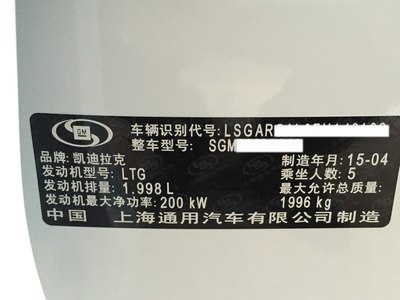 GM
车辆识别代号:LSGAR
整车型号: SGM
品牌:凯迪拉克 制造年月:15-04
发动机型号:LTG 乘坐人数:5
发动机排量:1.998L 最大允许总质量:
发动机最大净功率:200 kW 1996 kg
中国 上海通用汽车有限公司制造